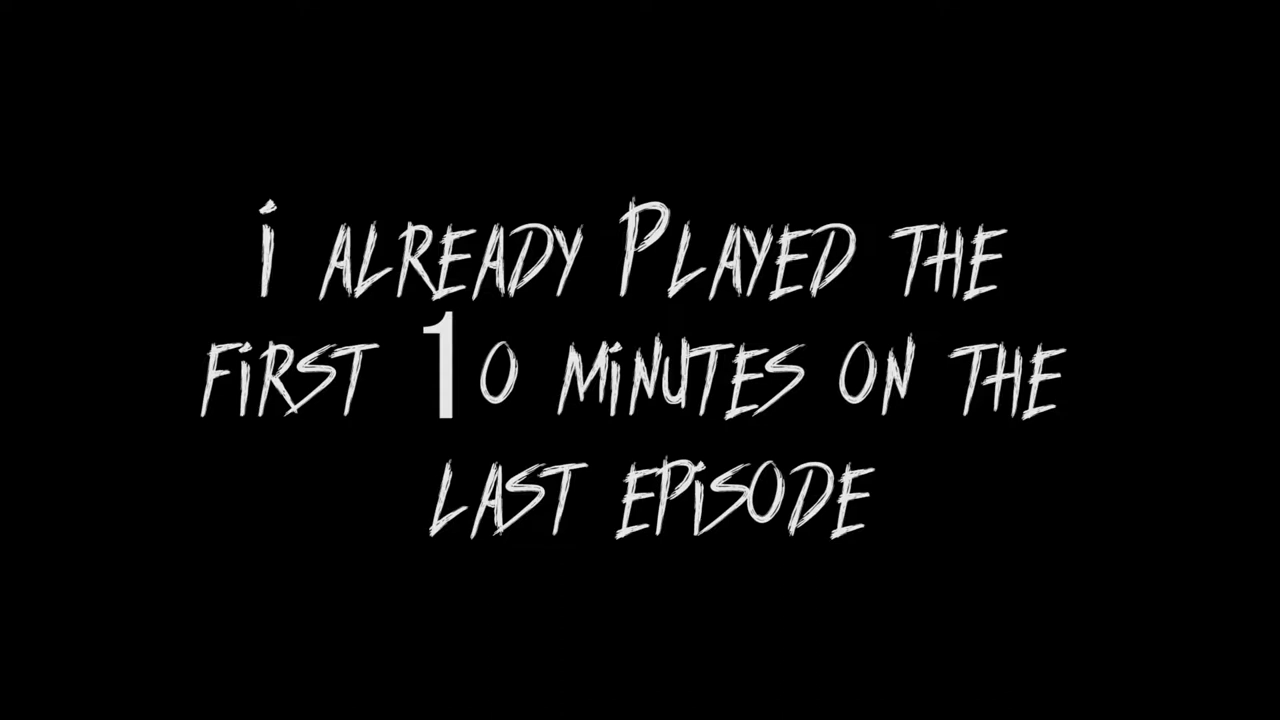 i ALREADY PLAYED THE
FiRST 10 MiNUTES ON THE
LAST EPiSODE